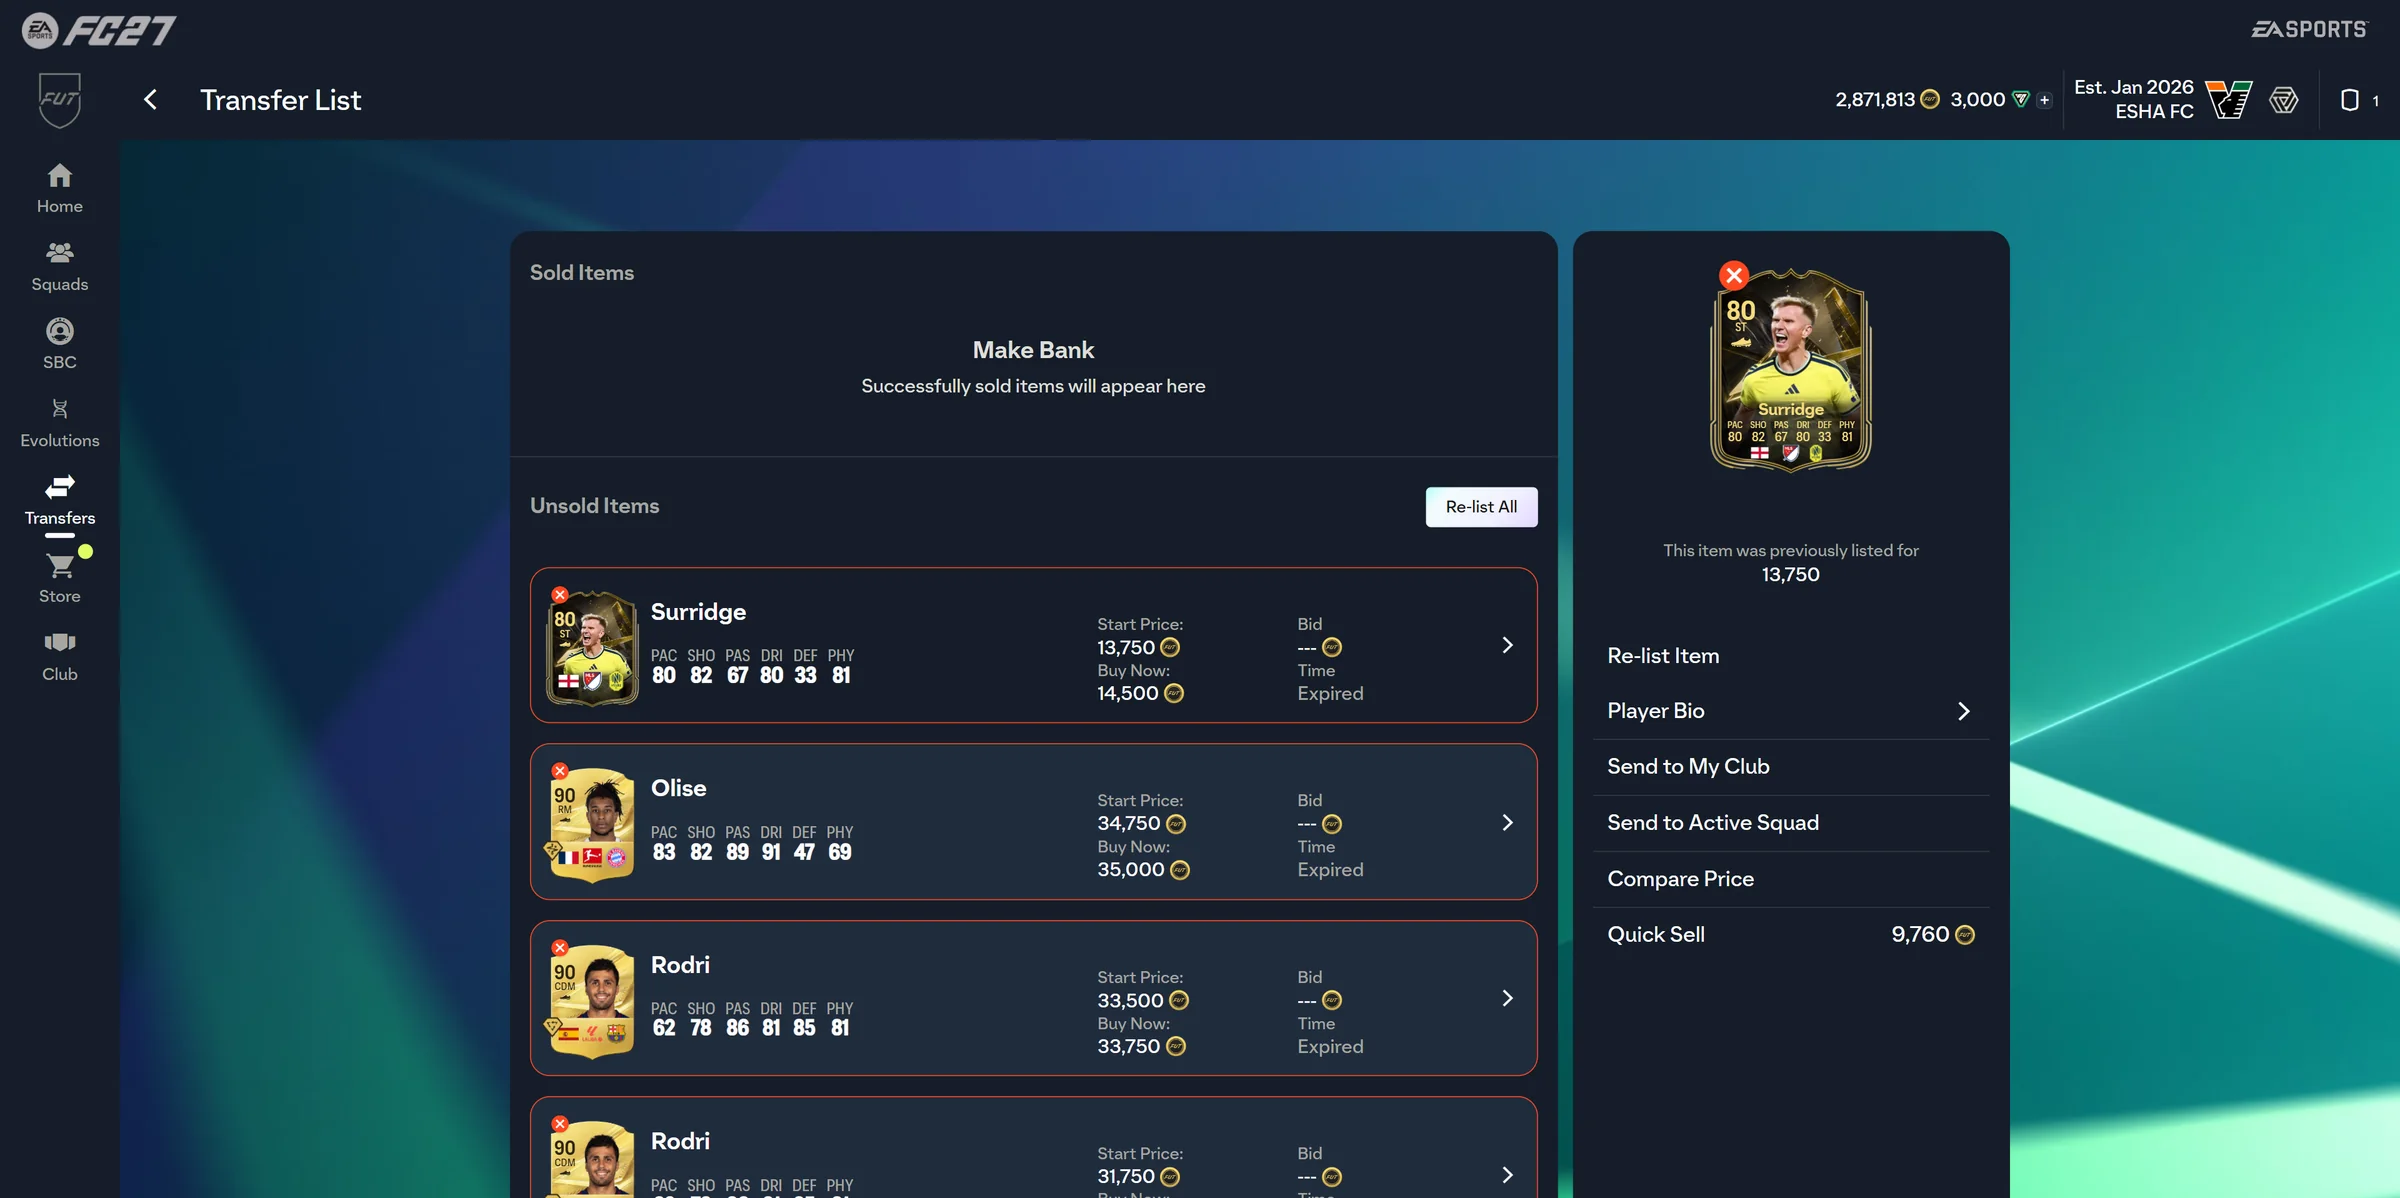 EA SPORTS FC27
EA SPORTS
FUT
Transfer List
2,871,813 3,000
Est. Jan 2026
ESHA FC
1
Home
Squads
SBC
Evolutions
Transfers
Store
Club
Sold Items
Make Bank
Successfully sold items will appear here
Unsold Items
Re-list All
80
ST
Surridge
PAC SHO PAS DRI DEF PHY
80 82 67 80 33 81
Start Price:
13,750
Buy Now:
14,500
Bid
---
Time
Expired
90
RM
Olise
PAC SHO PAS DRI DEF PHY
83 82 89 91 47 69
Start Price:
34,750
Buy Now:
35,000
Bid
---
Time
Expired
90
CDM
Rodri
PAC SHO PAS DRI DEF PHY
62 78 86 81 85 81
Start Price:
33,500
Buy Now:
33,750
Bid
---
Time
Expired
90
CDM
Rodri
PAC SHO PAS DRI DEF PHY
Start Price:
31,750
Bid
---
80
ST
Surridge
PAC SHO PAS DRI DEF PHY
80 82 67 80 33 81
This item was previously listed for
13,750
Re-list Item
Player Bio
Send to My Club
Send to Active Squad
Compare Price
Quick Sell 9,760